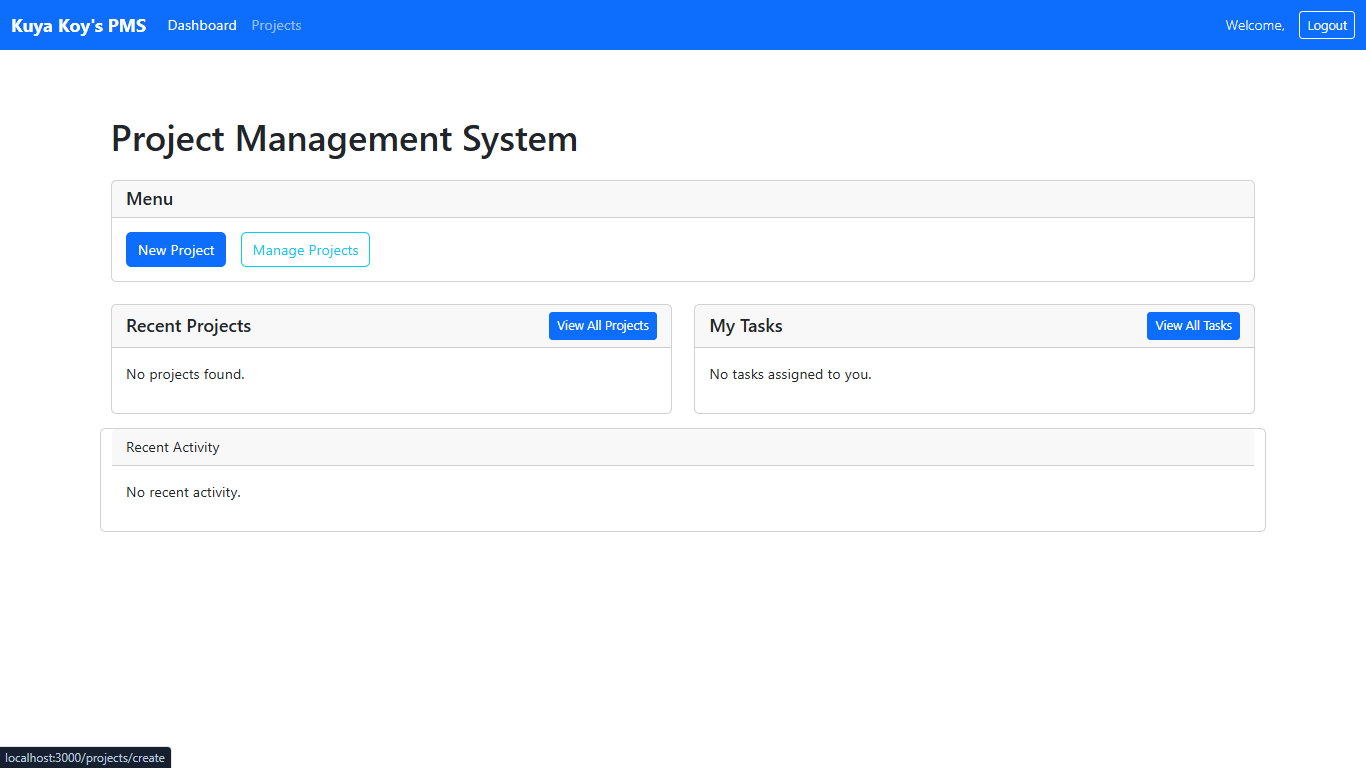 Kuya Koy's PMS Dashboard Projects Welcome, Logout
Project Management System
Menu
New Project Manage Projects
Recent Projects View All Projects
No projects found.
My Tasks View All Tasks
No tasks assigned to you.
Recent Activity
No recent activity.
localhost:3000/projects/create